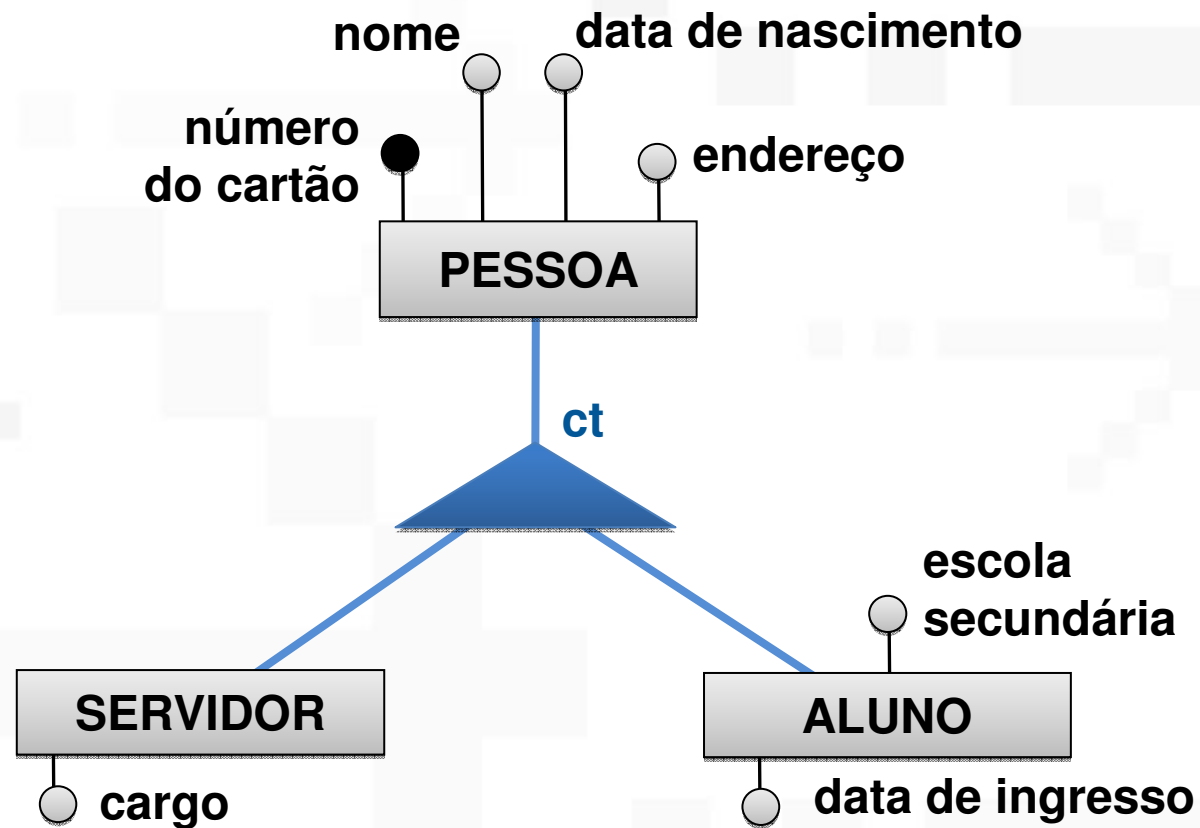 nome
data de nascimento
número
do cartão
endereço
PESSOA
ct
escola
secundária
SERVIDOR
ALUNO
cargo
data de ingresso